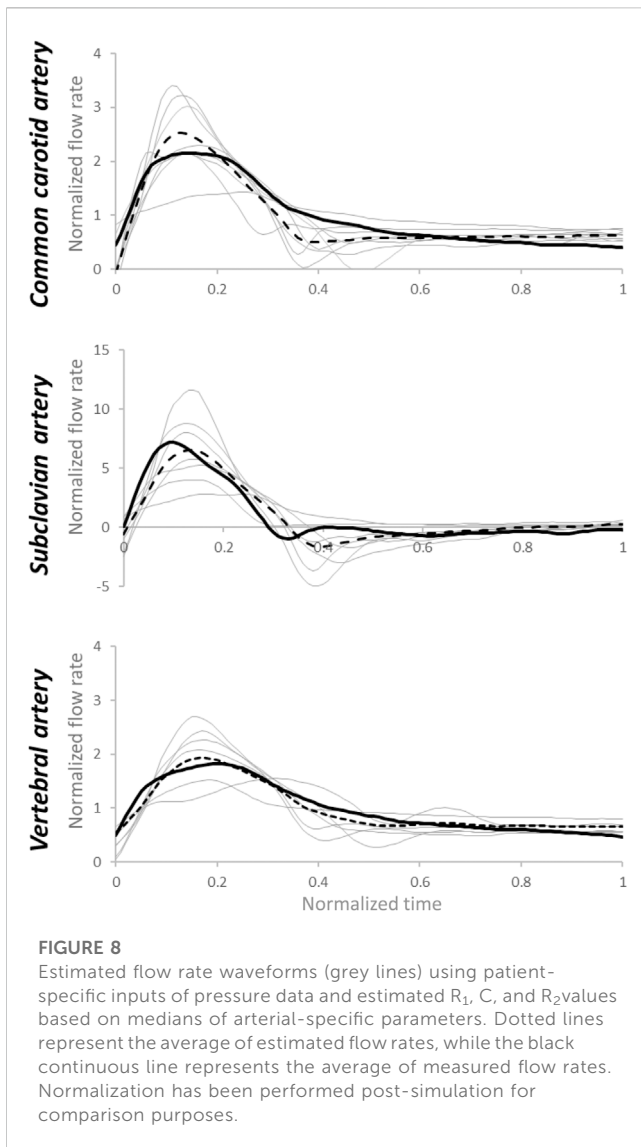 Common carotid artery
Normalized flow rate
4
3
2
1
0
0
0.2
0.4
0.6
0.8
1
Subclavian artery
Normalized flow rate
15
10
5
0
-5
0
0.2
0.4
0.6
0.8
1
Vertebral artery
Normalized flow rate
4
3
2
1
0
0
0.2
0.4
0.6
0.8
1
Normalized time
FIGURE 8
Estimated flow rate waveforms (grey lines) using patient-
specific inputs of pressure data and estimated R₁, C, and R₂values
based on medians of arterial-specific parameters. Dotted lines
represent the average of estimated flow rates, while the black
continuous line represents the average of measured flow rates.
Normalization has been performed post-simulation for
comparison purposes.